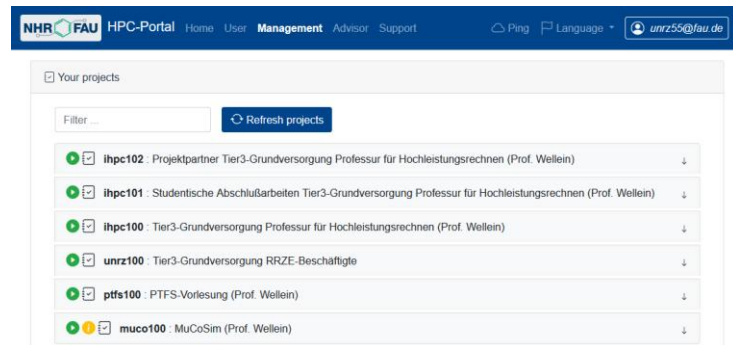 NHR FAU HPC-Portal Home User Management Advisor Support Ping Language unrz55@fau.de
Your projects
Filter ... Refresh projects
ihpc102 : Projektpartner Tier3-Grundversorgung Professur für Hochleistungsrechnen (Prof. Wellein)
ihpc101 : Studentische Abschlußarbeiten Tier3-Grundversorgung Professur für Hochleistungsrechnen (Prof. Wellein)
ihpc100 : Tier3-Grundversorgung Professur für Hochleistungsrechnen (Prof. Wellein)
unrz100 : Tier3-Grundversorgung RRZE-Beschäftigte
ptfs100 : PTFS-Vorlesung (Prof. Wellein)
muco100 : MuCoSim (Prof. Wellein)